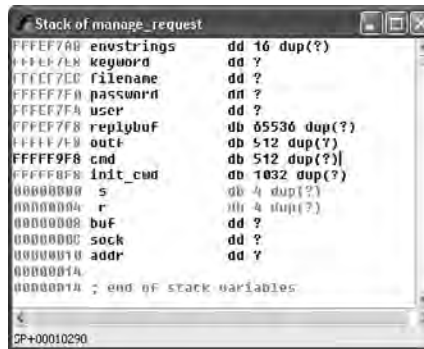 Stack of manage_request
FFFEF7A8 envstrings dd 16 dup(?)
FFFEF7E8 keyword dd ?
FFFEF7EC filename dd ?
FFFEF7F0 password dd ?
FFFEF7F4 user dd ?
FFFEF7F8 replybuf db 65536 dup(?)
FFFFF7F8 outf db 512 dup(?)
FFFFF9F8 cmd db 512 dup(?)
FFFFFBF8 init_cwd db 1032 dup(?)
00000000 s db 4 dup(?)
00000004 r db 4 dup(?)
00000008 buf dd ?
0000000C sock dd ?
00000010 addr dd ?
00000014
00000014 ; end of stack variables
SP+00010290